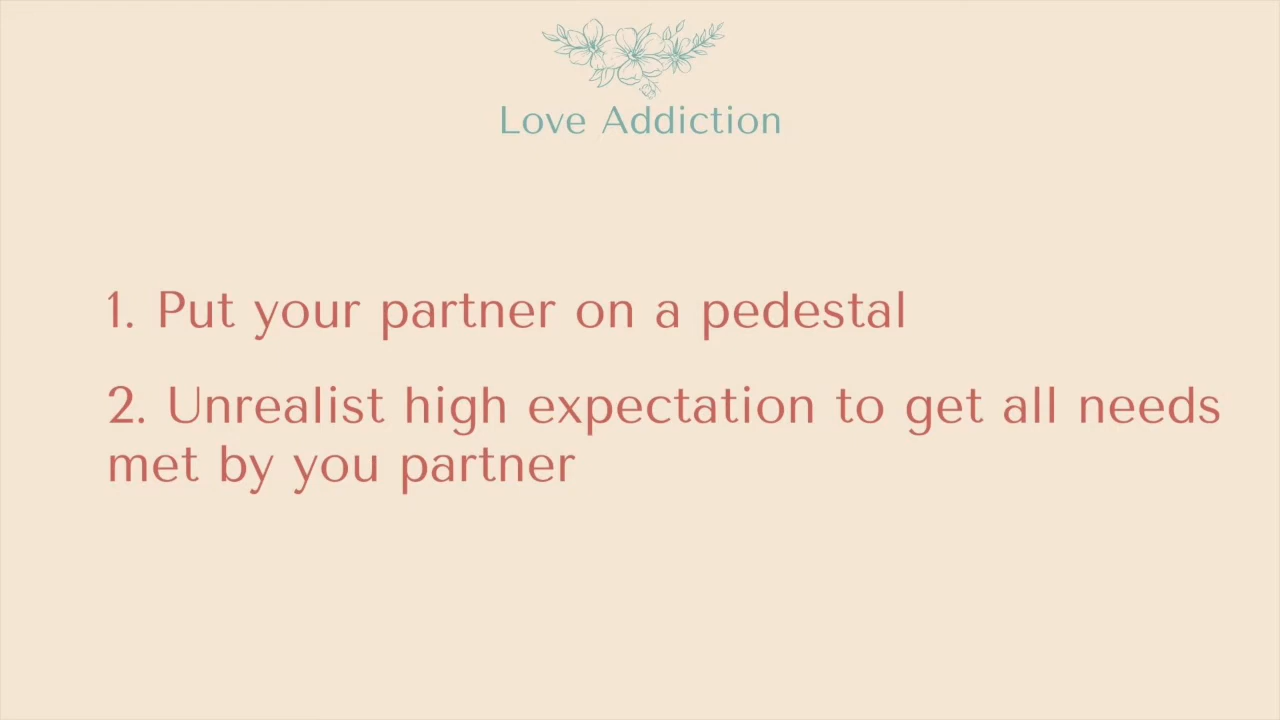 Love Addiction
1. Put your partner on a pedestal
2. Unrealist high expectation to get all needs
met by you partner